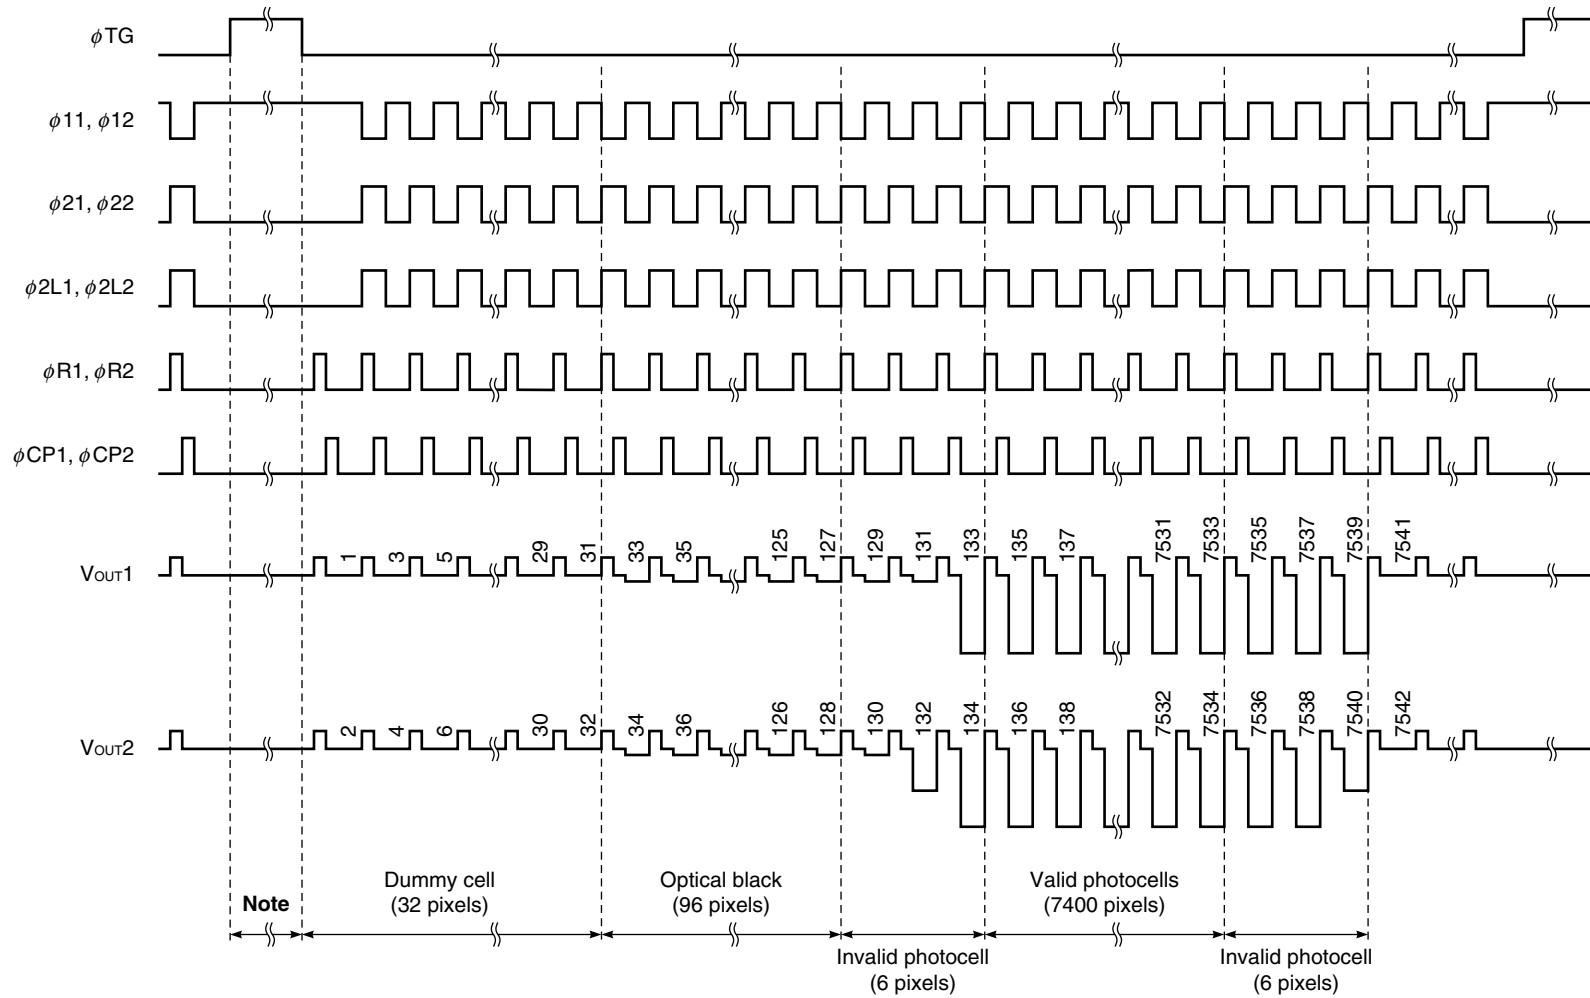 ϕTG
ϕ11, ϕ12
ϕ21, ϕ22
ϕ2L1, ϕ2L2
ϕR1, ϕR2
ϕCP1, ϕCP2
VOUT1
1 3 5 29 31 33 35 125 127 129 131 133 135 137 7531 7533 7535 7537 7539 7541
VOUT2
2 4 6 30 32 34 36 126 128 130 132 134 136 138 7532 7534 7536 7538 7540 7542
Note
Dummy cell
(32 pixels)
Optical black
(96 pixels)
Invalid photocell
(6 pixels)
Valid photocells
(7400 pixels)
Invalid photocell
(6 pixels)